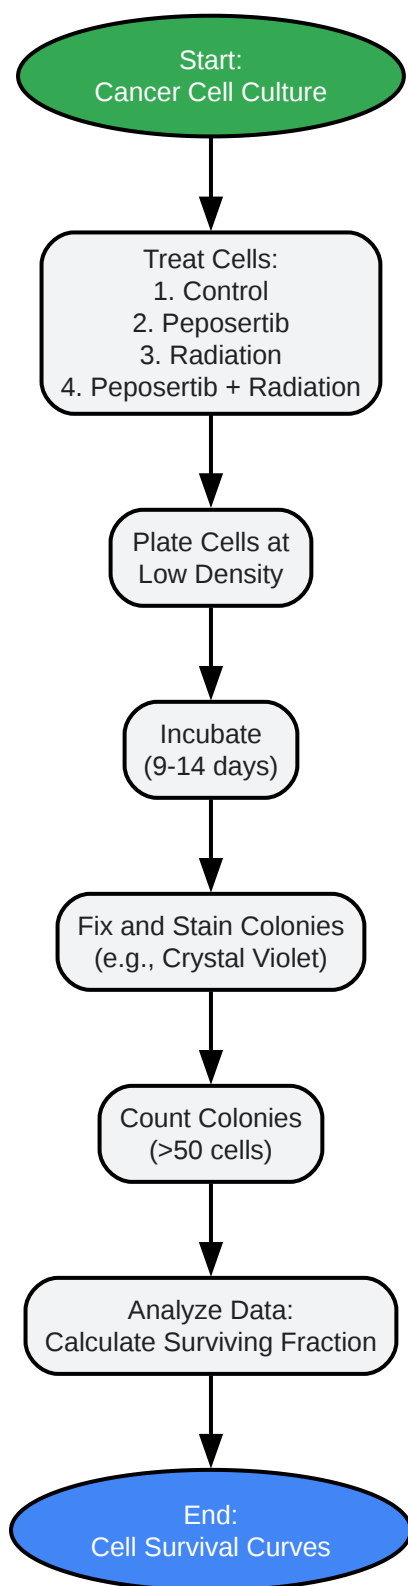 Start:
Cancer Cell Culture
Treat Cells:
1. Control
2. Peposertib
3. Radiation
4. Peposertib + Radiation
Plate Cells at
Low Density
Incubate
(9-14 days)
Fix and Stain Colonies
(e.g., Crystal Violet)
Count Colonies
(>50 cells)
Analyze Data:
Calculate Surviving Fraction
End:
Cell Survival Curves